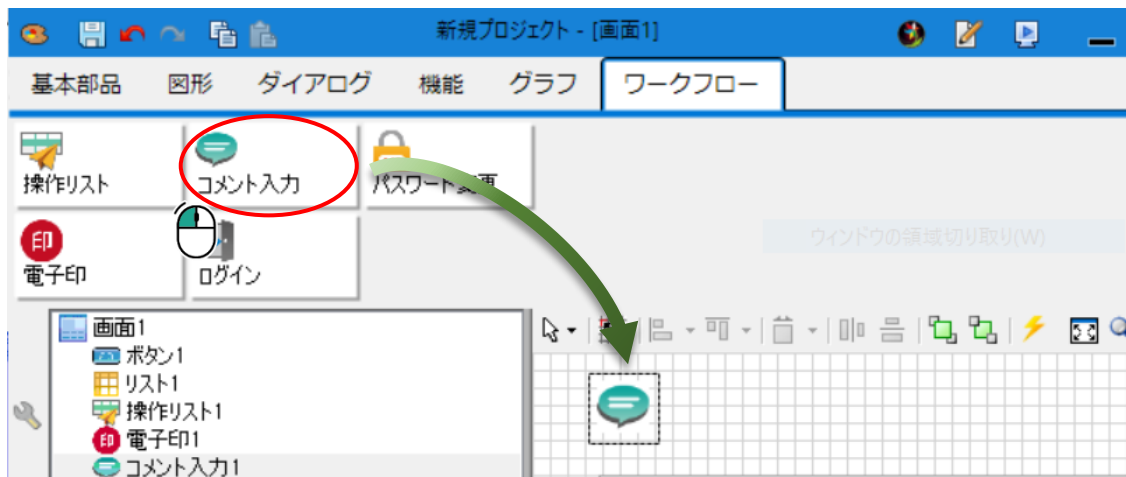 新規プロジェクト - [画面1]
基本部品 図形 ダイアログ 機能 グラフ ワークフロー
操作リスト コメント入力 パスワード変更
ウィンドウの領域切り取り(W)
電子印 ログイン
画面1
ボタン1
リスト1
操作リスト1
電子印1
コメント入力1